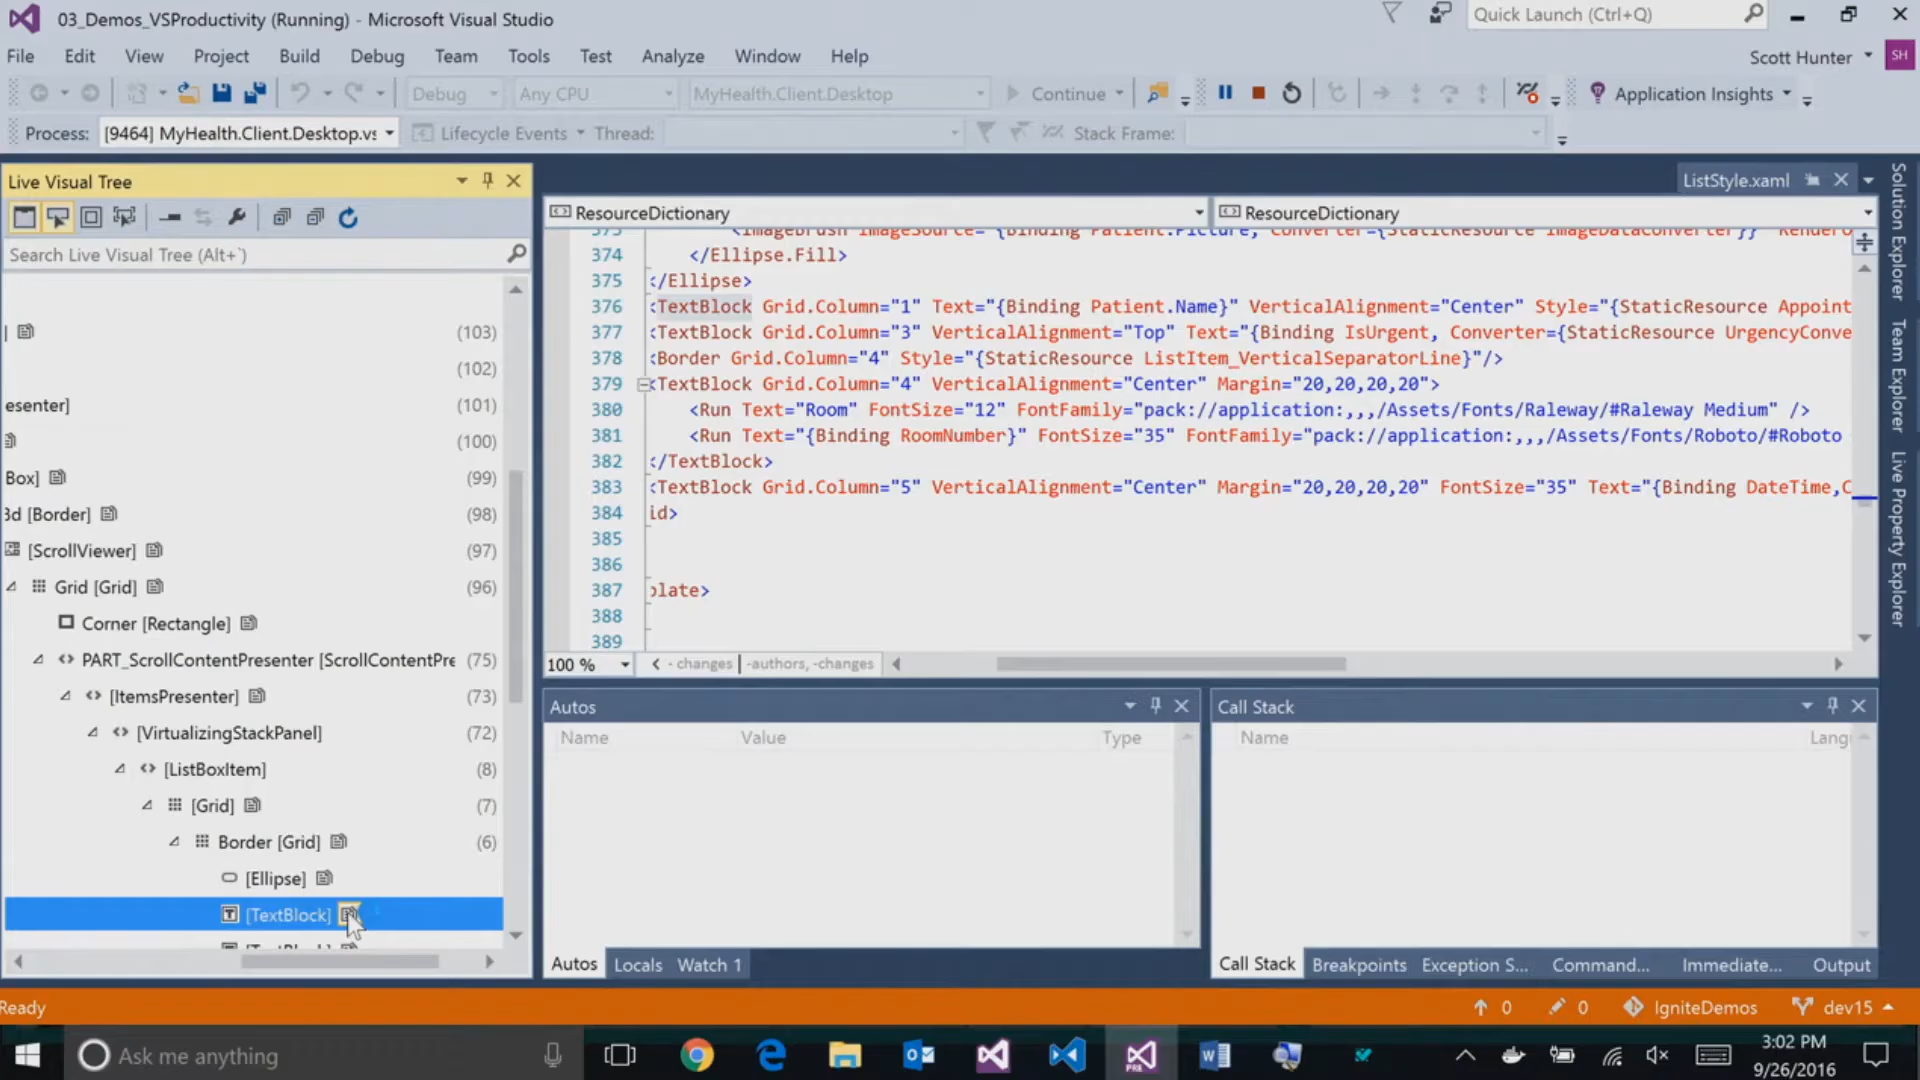 03_Demos_VSProductivity (Running) - Microsoft Visual Studio
Quick Launch (Ctrl+Q)
File Edit View Project Build Debug Team Tools Test Analyze Window Help
Scott Hunter SH
Debug Any CPU MyHealth.Client.Desktop Continue Application Insights
Process: [9464] MyHealth.Client.Desktop.vs Lifecycle Events Thread: Stack Frame:
Live Visual Tree
Search Live Visual Tree (Alt+`)
(103)
(102)
esenter] (101)
(100)
Box] (99)
3d [Border] (98)
[ScrollViewer] (97)
Grid [Grid] (96)
Corner [Rectangle]
PART_ScrollContentPresenter [ScrollContentPre (75)
[ItemsPresenter] (73)
[VirtualizingStackPanel] (72)
[ListBoxItem] (8)
[Grid] (7)
Border [Grid] (6)
[Ellipse]
[TextBlock]
ListStyle.xaml
ResourceDictionary ResourceDictionary
373 <ImageBrush ImageSource="{Binding Patient.Picture, Converter={StaticResource ImageDataConverter}}" RenderO
374 </Ellipse.Fill>
375 </Ellipse>
376 <TextBlock Grid.Column="1" Text="{Binding Patient.Name}" VerticalAlignment="Center" Style="{StaticResource Appoint
377 <TextBlock Grid.Column="3" VerticalAlignment="Top" Text="{Binding IsUrgent, Converter={StaticResource UrgencyConve
378 <Border Grid.Column="4" Style="{StaticResource ListItem_VerticalSeparatorLine}"/>
379 <TextBlock Grid.Column="4" VerticalAlignment="Center" Margin="20,20,20,20">
380 <Run Text="Room" FontSize="12" FontFamily="pack://application:,,,/Assets/Fonts/Raleway/#Raleway Medium" />
381 <Run Text="{Binding RoomNumber}" FontSize="35" FontFamily="pack://application:,,,/Assets/Fonts/Roboto/#Roboto
382 </TextBlock>
383 <TextBlock Grid.Column="5" VerticalAlignment="Center" Margin="20,20,20,20" FontSize="35" Text="{Binding DateTime,C
384 id>
385
386
387 plate>
388
389
100 % - changes | -authors, -changes
Solution Explorer
Team Explorer
Live Property Explorer
Autos
Name Value Type
Autos Locals Watch 1
Call Stack
Name Lang
Call Stack Breakpoints Exception S... Command... Immediate... Output
Ready
0 0 IgniteDemos dev15
Ask me anything
PRE
3:02 PM
9/26/2016